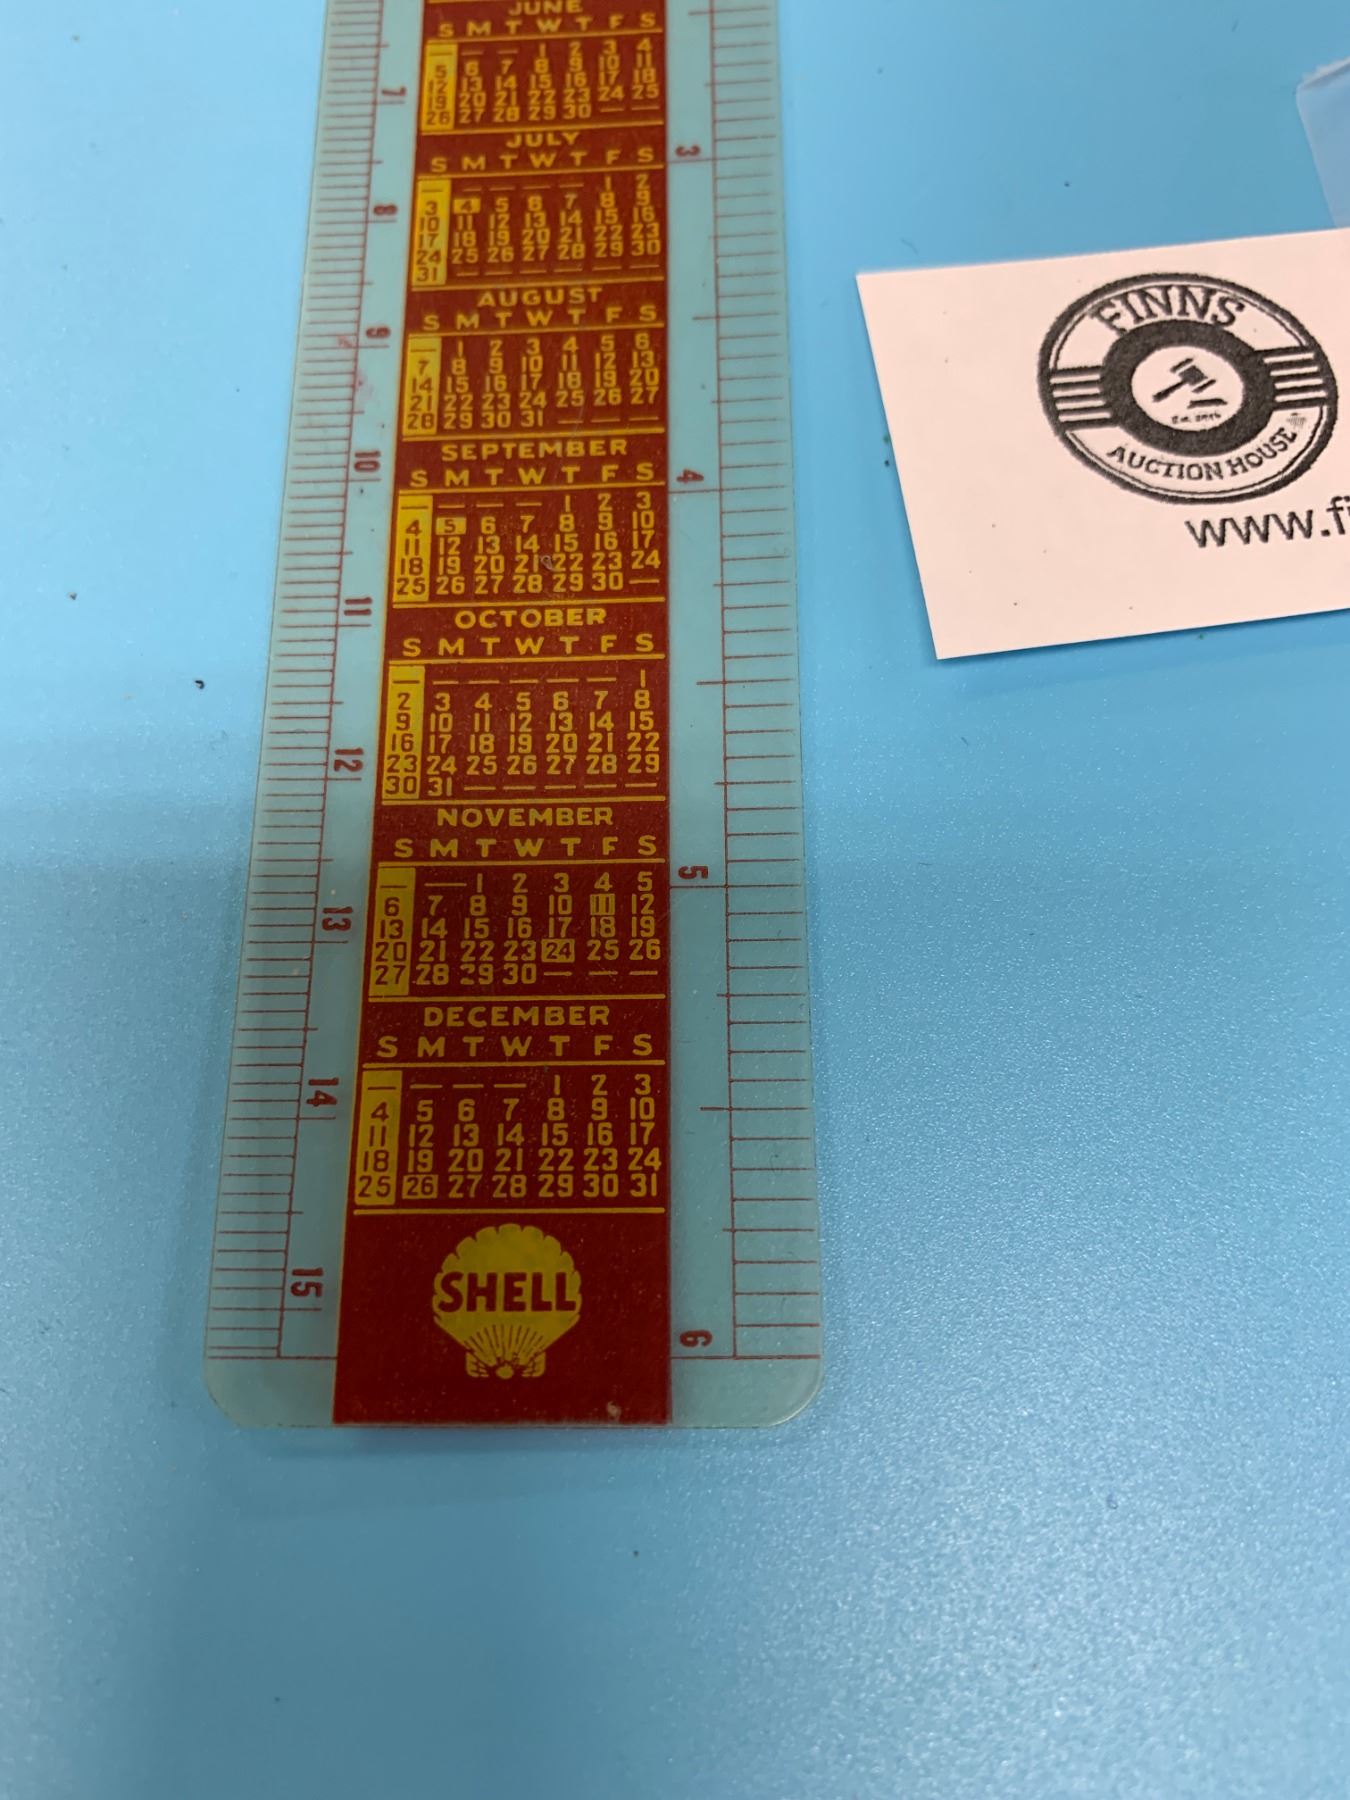 JUNE
S M T W T F S
— — — 1 2 3 4
5 6 7 8 9 10 11
12 13 14 15 16 17 18
19 20 21 22 23 24 25
26 27 28 29 30 — —
JULY
S M T W T F S
— — — — — 1 2
3 4 5 6 7 8 9
10 11 12 13 14 15 16
17 18 19 20 21 22 23
24 25 26 27 28 29 30
31 — — — — — —
AUGUST
S M T W T F S
— 1 2 3 4 5 6
7 8 9 10 11 12 13
14 15 16 17 18 19 20
21 22 23 24 25 26 27
28 29 30 31 — — —
SEPTEMBER
S M T W T F S
— — — — 1 2 3
4 5 6 7 8 9 10
11 12 13 14 15 16 17
18 19 20 21 22 23 24
25 26 27 28 29 30 —
OCTOBER
S M T W T F S
— — — — — — 1
2 3 4 5 6 7 8
9 10 11 12 13 14 15
16 17 18 19 20 21 22
23 24 25 26 27 28 29
30 31 — — — — —
NOVEMBER
S M T W T F S
— — 1 2 3 4 5
6 7 8 9 10 11 12
13 14 15 16 17 18 19
20 21 22 23 24 25 26
27 28 29 30 — — —
DECEMBER
S M T W T F S
— — — — 1 2 3
4 5 6 7 8 9 10
11 12 13 14 15 16 17
18 19 20 21 22 23 24
25 26 27 28 29 30 31
SHELL
7
8
9
10
11
12
13
14
15
3
4
5
6
FINNS
AUCTION HOUSE
www.fi